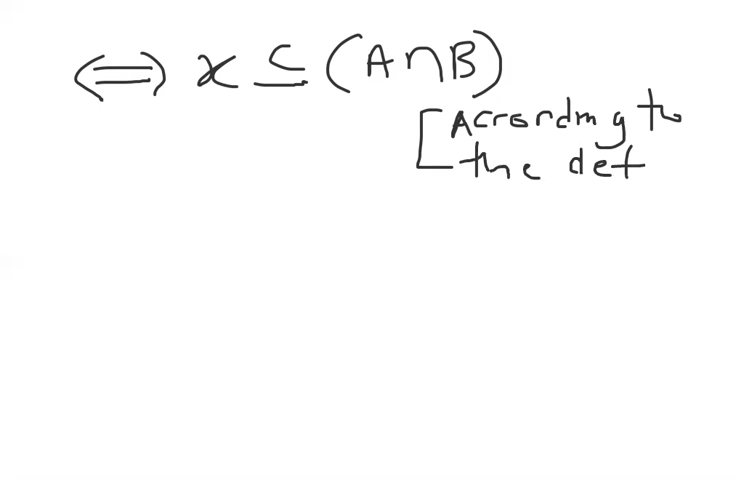 ⟺ x ⊆ (A∩B)
[According to
the def